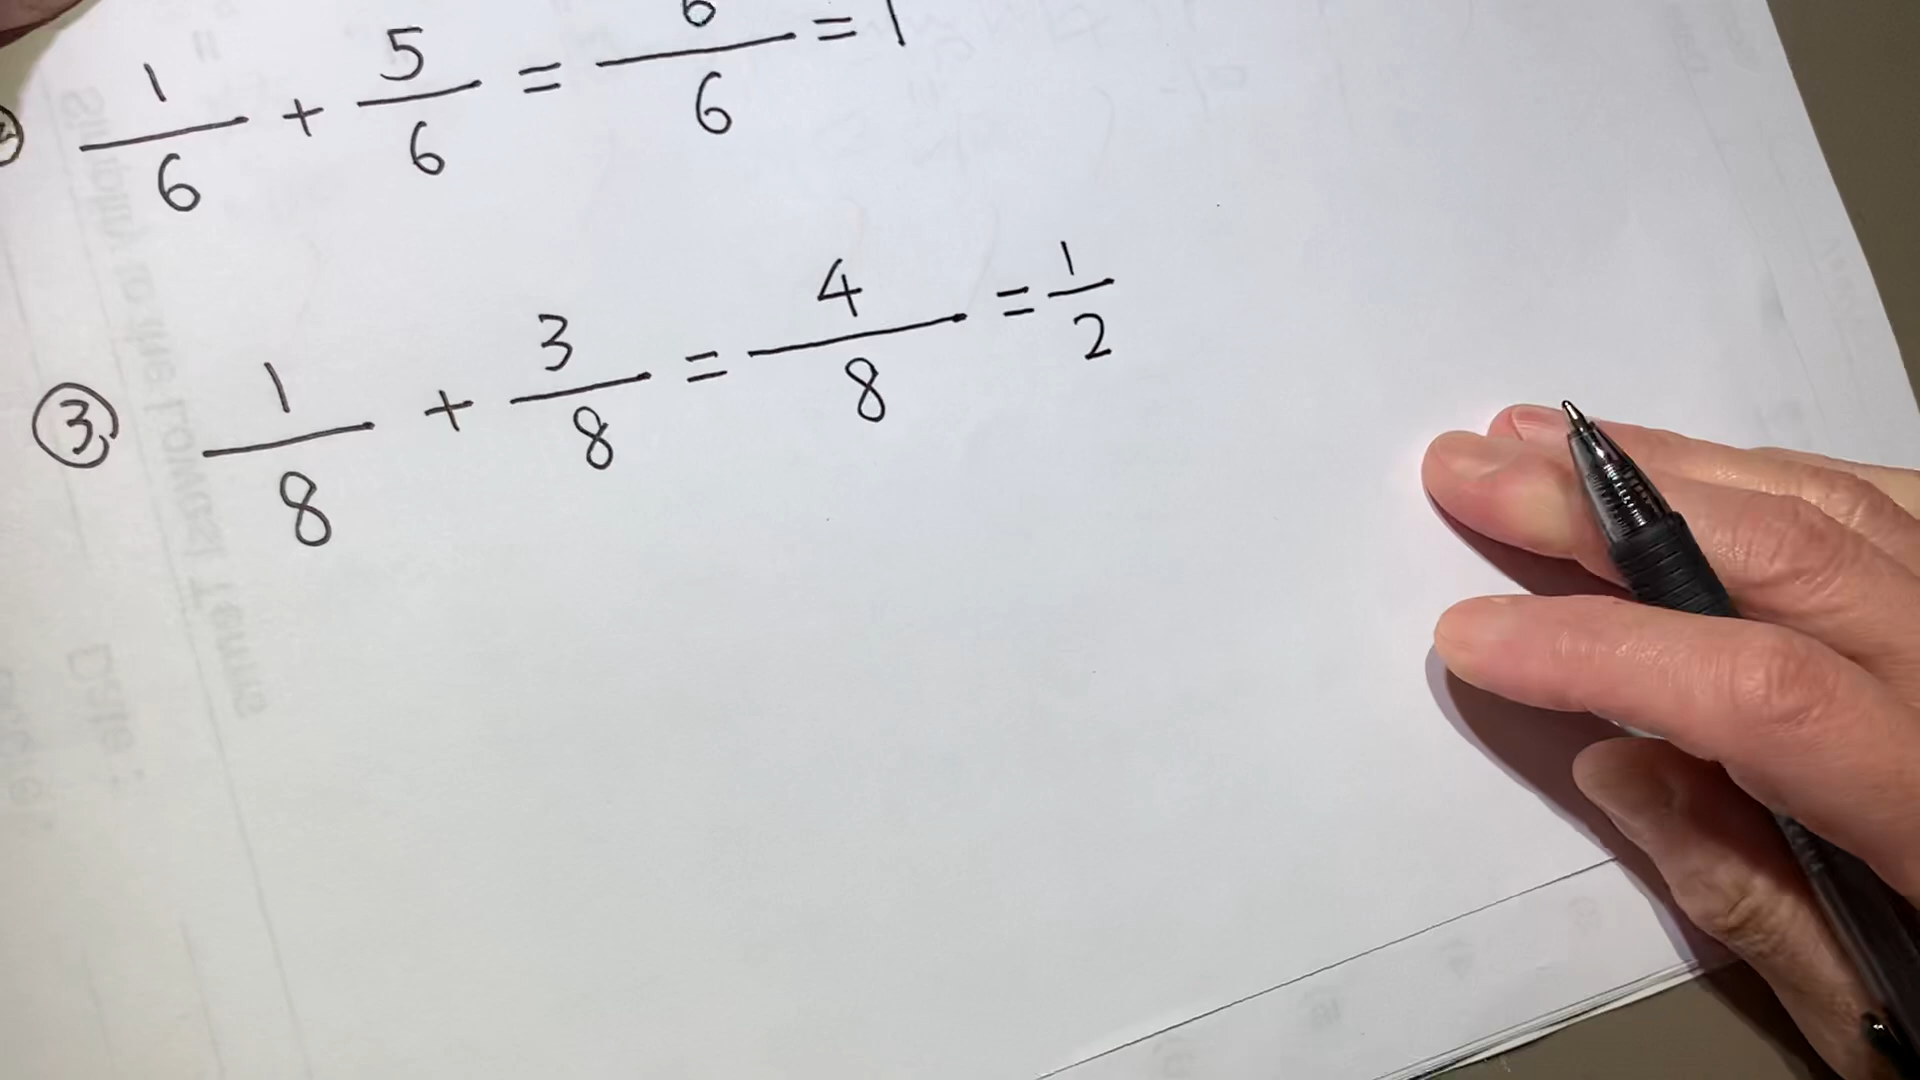 1/6 + 5/6 = 6/6 = 1
③ 1/8 + 3/8 = 4/8 = 1/2